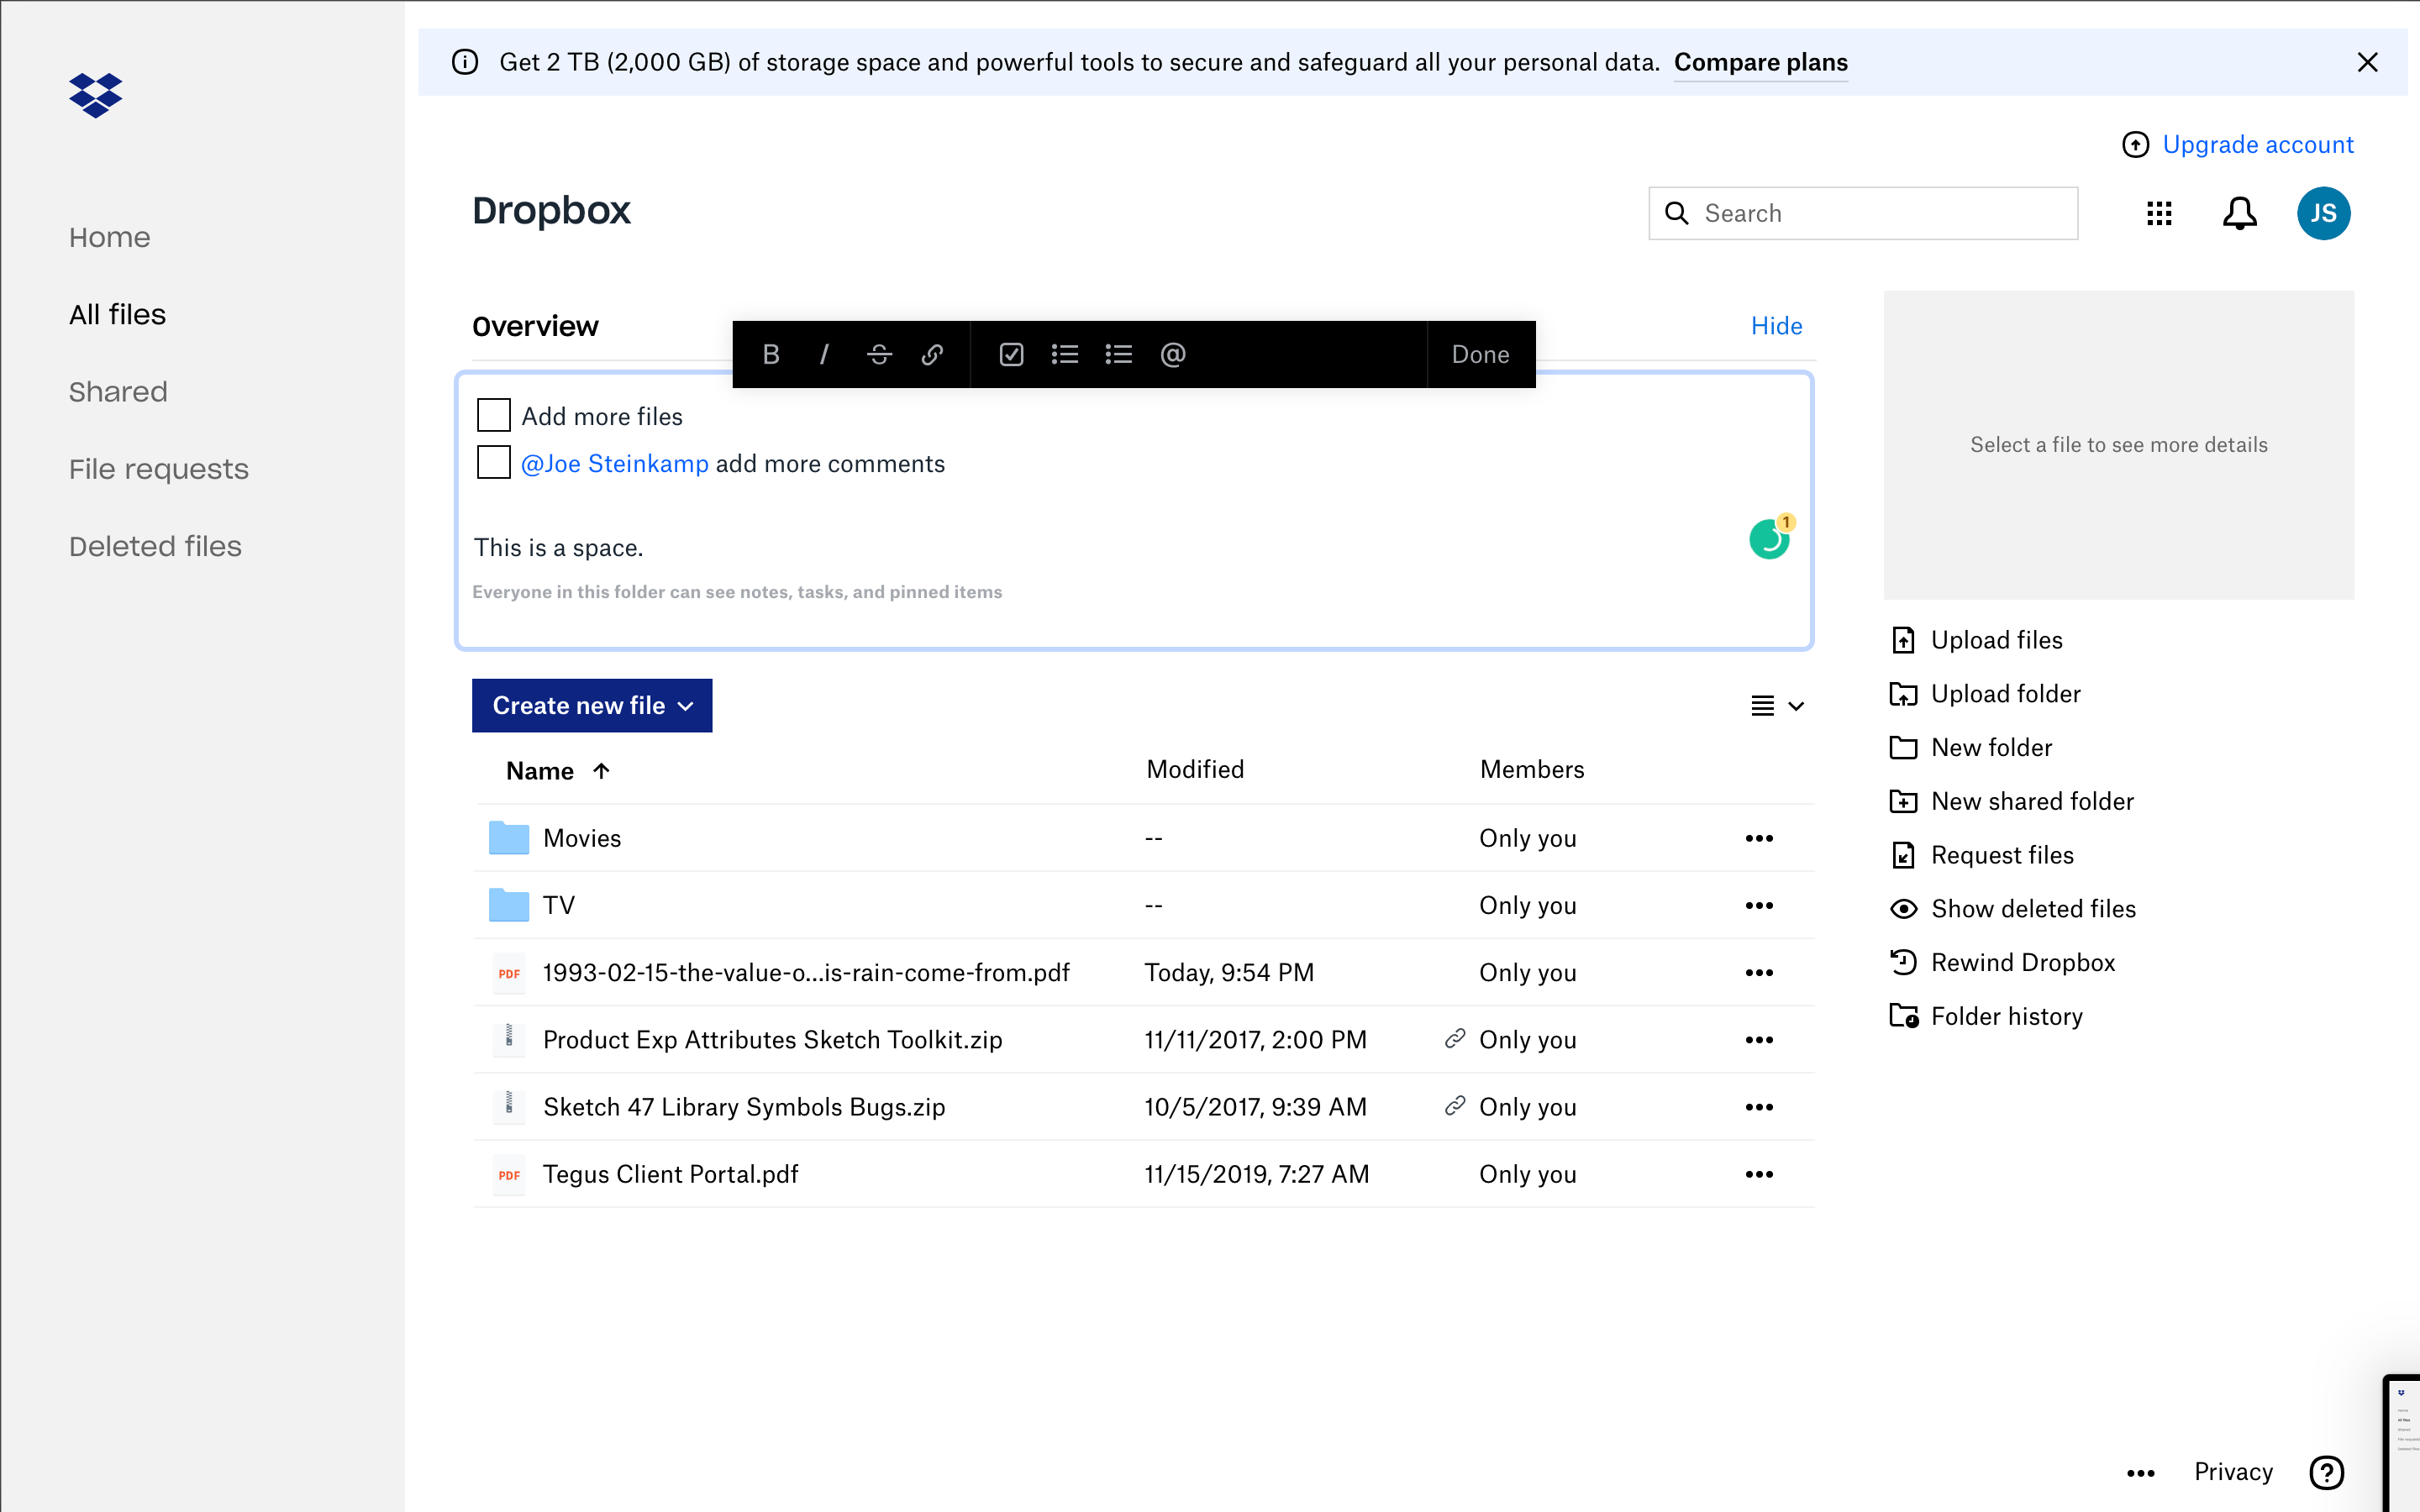 Get 2 TB (2,000 GB) of storage space and powerful tools to secure and safeguard all your personal data. Compare plans
Upgrade account
Dropbox
Search
JS
Home
All files
Shared
File requests
Deleted files
Overview
Hide
B I S @ Done
Add more files
@Joe Steinkamp add more comments
1
This is a space.
Everyone in this folder can see notes, tasks, and pinned items
Select a file to see more details
Create new file
Name Modified Members
Movies -- Only you
TV -- Only you
PDF 1993-02-15-the-value-o...is-rain-come-from.pdf Today, 9:54 PM Only you
Product Exp Attributes Sketch Toolkit.zip 11/11/2017, 2:00 PM Only you
Sketch 47 Library Symbols Bugs.zip 10/5/2017, 9:39 AM Only you
PDF Tegus Client Portal.pdf 11/15/2019, 7:27 AM Only you
Upload files
Upload folder
New folder
New shared folder
Request files
Show deleted files
Rewind Dropbox
Folder history
Privacy
?